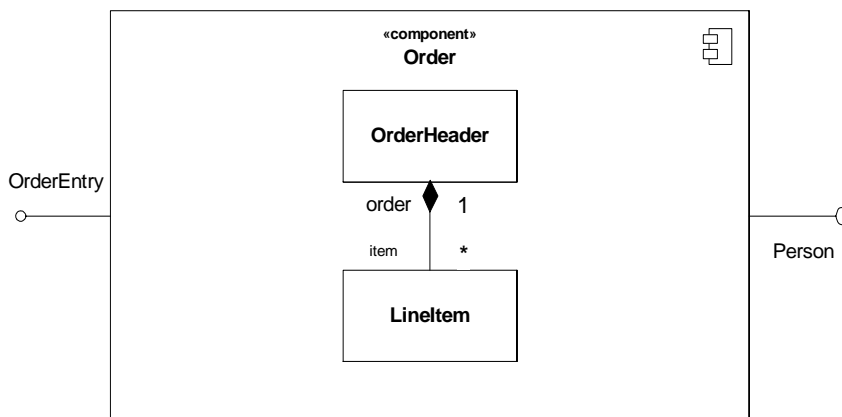 «component»
Order
OrderHeader
OrderEntry
order 1
item *
Person
LineItem